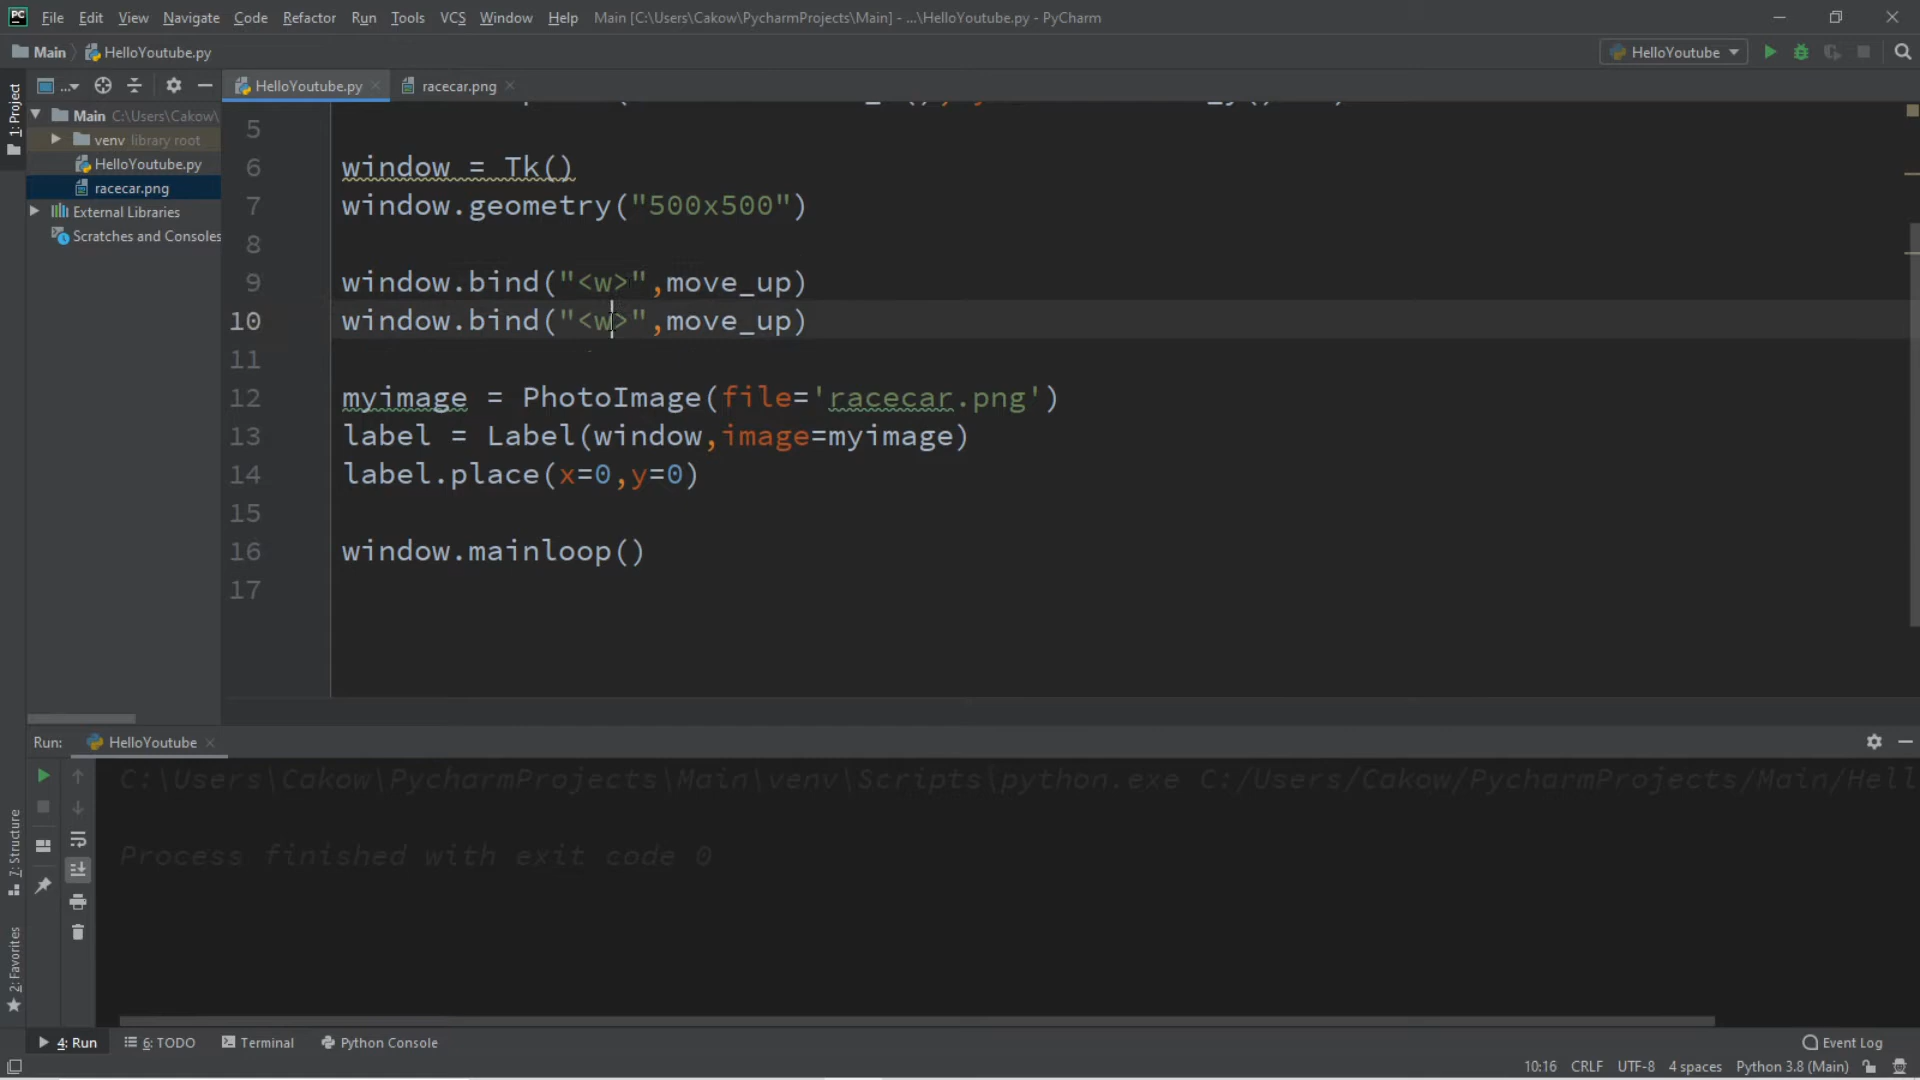 File Edit View Navigate Code Refactor Run Tools VCS Window Help Main [C:\Users\Cakow\PycharmProjects\Main] - ...\HelloYoutube.py - PyCharm
Main HelloYoutube.py HelloYoutube
1: Project ... HelloYoutube.py racecar.png
Main C:\Users\Cakow\
venv library root
HelloYoutube.py
racecar.png
External Libraries
Scratches and Consoles
5
6 window = Tk()
7 window.geometry("500x500")
8
9 window.bind("<w>",move_up)
10 window.bind("<w>",move_up)
11
12 myimage = PhotoImage(file='racecar.png')
13 label = Label(window,image=myimage)
14 label.place(x=0,y=0)
15
16 window.mainloop()
17
Run: HelloYoutube
C:\Users\Cakow\PycharmProjects\Main\venv\Scripts\python.exe C:/Users/Cakow/PycharmProjects/Main/Hell
Process finished with exit code 0
7: Structure
2: Favorites
4: Run 6: TODO Terminal Python Console Event Log
10:16 CRLF UTF-8 4 spaces Python 3.8 (Main)